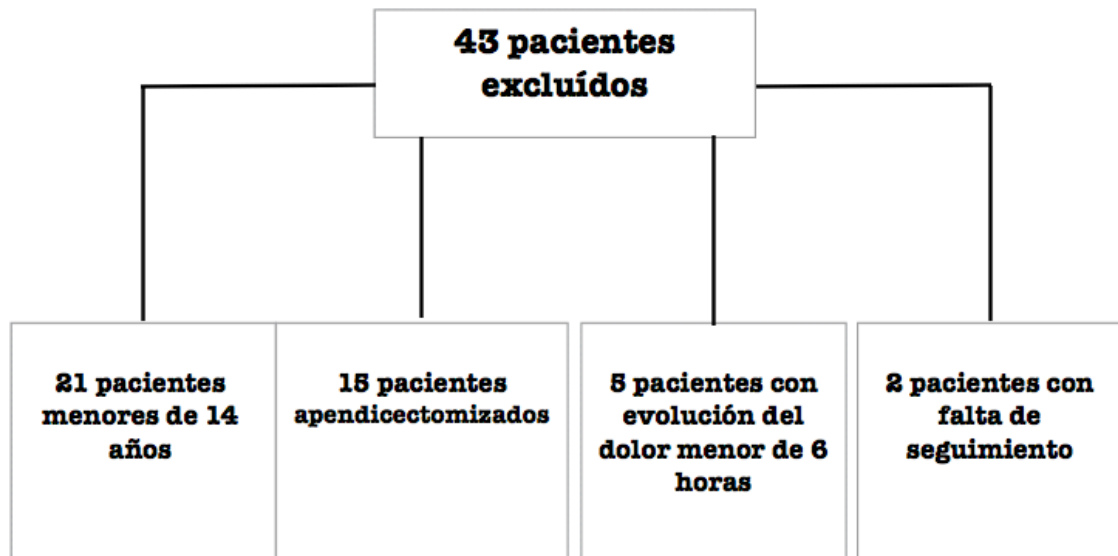 43 pacientes
excluídos
21 pacientes
menores de 14
años
15 pacientes
apendicectomizados
5 pacientes con
evolución del
dolor menor de 6
horas
2 pacientes con
falta de
seguimiento